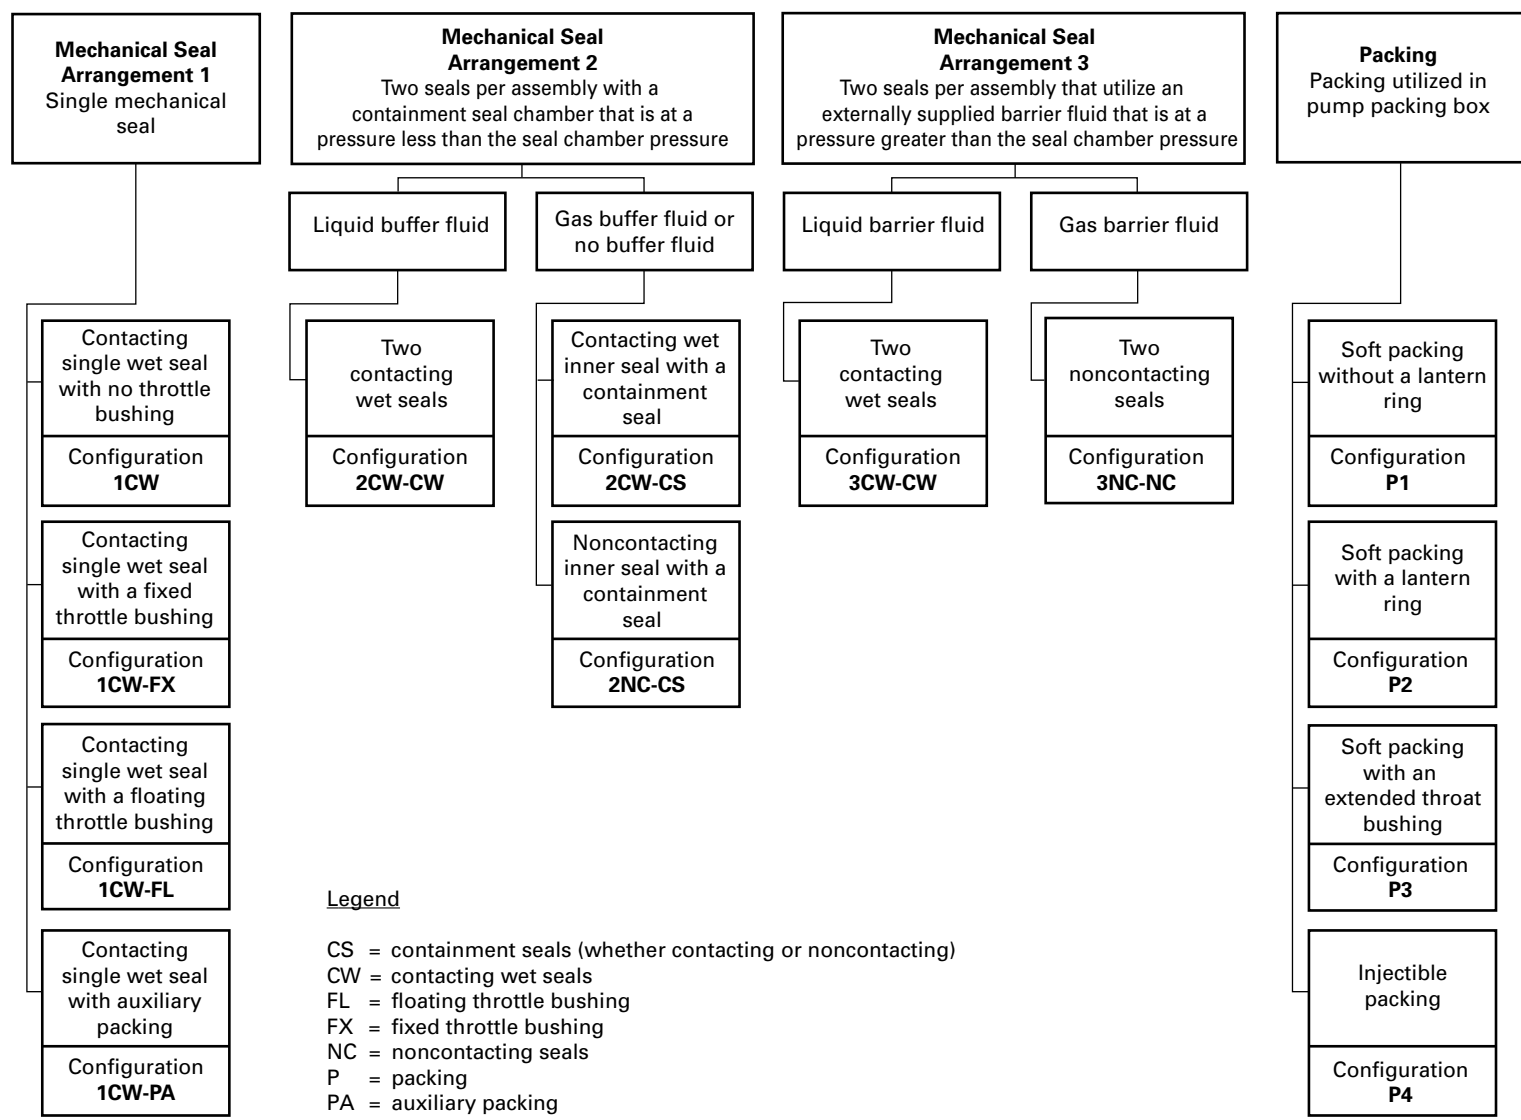 Mechanical Seal
Arrangement 1
Single mechanical
seal
Mechanical Seal
Arrangement 2
Two seals per assembly with a
containment seal chamber that is at a
pressure less than the seal chamber pressure
Mechanical Seal
Arrangement 3
Two seals per assembly that utilize an
externally supplied barrier fluid that is at a
pressure greater than the seal chamber pressure
Packing
Packing utilized in
pump packing box
Liquid buffer fluid
Gas buffer fluid or
no buffer fluid
Liquid barrier fluid
Gas barrier fluid
Contacting
single wet seal
with no throttle
bushing
Configuration
1CW
Two
contacting
wet seals
Configuration
2CW-CW
Contacting wet
inner seal with a
containment
seal
Configuration
2CW-CS
Two
contacting
wet seals
Configuration
3CW-CW
Two
noncontacting
seals
Configuration
3NC-NC
Soft packing
without a lantern
ring
Configuration
P1
Contacting
single wet seal
with a fixed
throttle bushing
Configuration
1CW-FX
Noncontacting
inner seal with a
containment
seal
Configuration
2NC-CS
Soft packing
with a lantern
ring
Configuration
P2
Contacting
single wet seal
with a floating
throttle bushing
Configuration
1CW-FL
Soft packing
with an
extended throat
bushing
Configuration
P3
Contacting
single wet seal
with auxiliary
packing
Configuration
1CW-PA
Injectible
packing
Configuration
P4
Legend
CS = containment seals (whether contacting or noncontacting)
CW = contacting wet seals
FL = floating throttle bushing
FX = fixed throttle bushing
NC = noncontacting seals
P = packing
PA = auxiliary packing